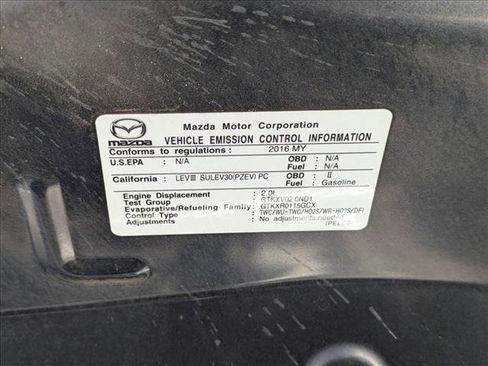 mazda
Mazda Motor Corporation
VEHICLE EMISSION CONTROL INFORMATION
Conforms to regulations : 2016 MY
U.S.EPA : N/A OBD : N/A
Fuel : N/A
California : LEVⅢ SULEV30(PZEV) PC OBD : Ⅱ
Fuel : Gasoline
Engine Displacement : 2.0L
Test Group : GTKXV02.0ND1
Evaporative/Refueling Family : GTKXR0115GCX
Control Type : TWC/WU-TWC/HO2S/WR-HO2S/DFI
Adjustments : No adjustments